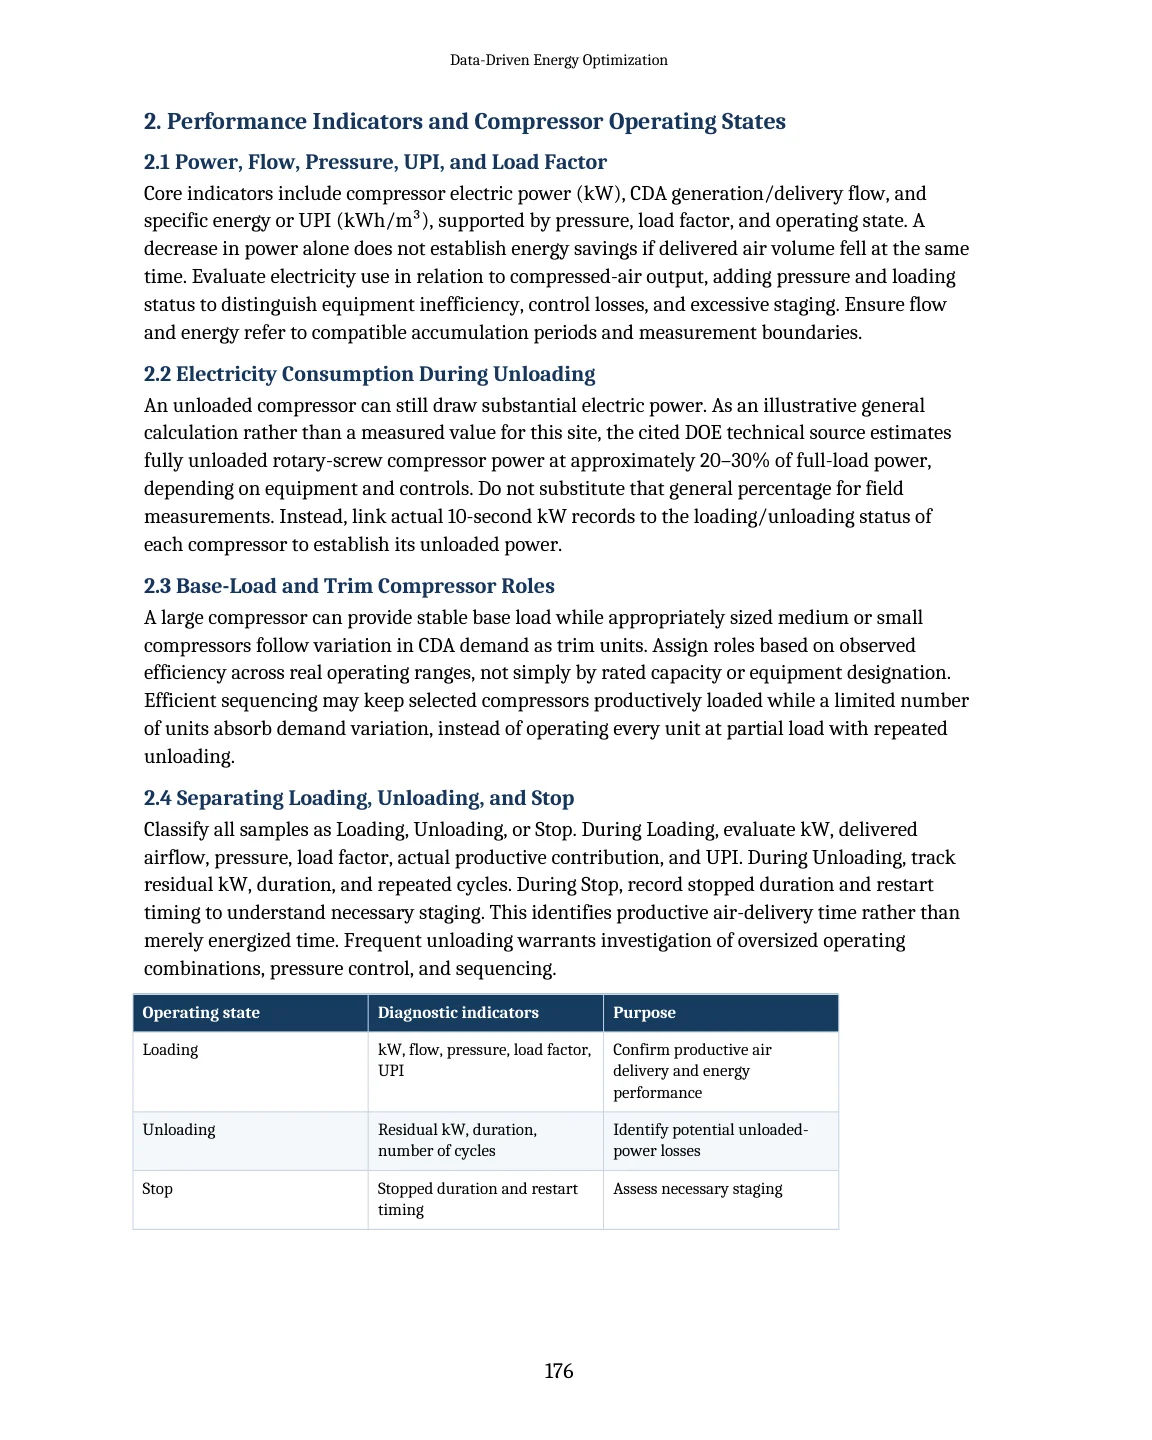 Data-Driven Energy Optimization
2. Performance Indicators and Compressor Operating States
2.1 Power, Flow, Pressure, UPI, and Load Factor
Core indicators include compressor electric power (kW), CDA generation/delivery flow, and
specific energy or UPI (kWh/m³), supported by pressure, load factor, and operating state. A
decrease in power alone does not establish energy savings if delivered air volume fell at the same
time. Evaluate electricity use in relation to compressed-air output, adding pressure and loading
status to distinguish equipment inefficiency, control losses, and excessive staging. Ensure flow
and energy refer to compatible accumulation periods and measurement boundaries.
2.2 Electricity Consumption During Unloading
An unloaded compressor can still draw substantial electric power. As an illustrative general
calculation rather than a measured value for this site, the cited DOE technical source estimates
fully unloaded rotary-screw compressor power at approximately 20–30% of full-load power,
depending on equipment and controls. Do not substitute that general percentage for field
measurements. Instead, link actual 10-second kW records to the loading/unloading status of
each compressor to establish its unloaded power.
2.3 Base-Load and Trim Compressor Roles
A large compressor can provide stable base load while appropriately sized medium or small
compressors follow variation in CDA demand as trim units. Assign roles based on observed
efficiency across real operating ranges, not simply by rated capacity or equipment designation.
Efficient sequencing may keep selected compressors productively loaded while a limited number
of units absorb demand variation, instead of operating every unit at partial load with repeated
unloading.
2.4 Separating Loading, Unloading, and Stop
Classify all samples as Loading, Unloading, or Stop. During Loading, evaluate kW, delivered
airflow, pressure, load factor, actual productive contribution, and UPI. During Unloading, track
residual kW, duration, and repeated cycles. During Stop, record stopped duration and restart
timing to understand necessary staging. This identifies productive air-delivery time rather than
merely energized time. Frequent unloading warrants investigation of oversized operating
combinations, pressure control, and sequencing.
Operating state Diagnostic indicators Purpose
Loading kW, flow, pressure, load factor, Confirm productive air
UPI delivery and energy
performance
Unloading Residual kW, duration, Identify potential unloaded-
number of cycles power losses
Stop Stopped duration and restart Assess necessary staging
timing
176